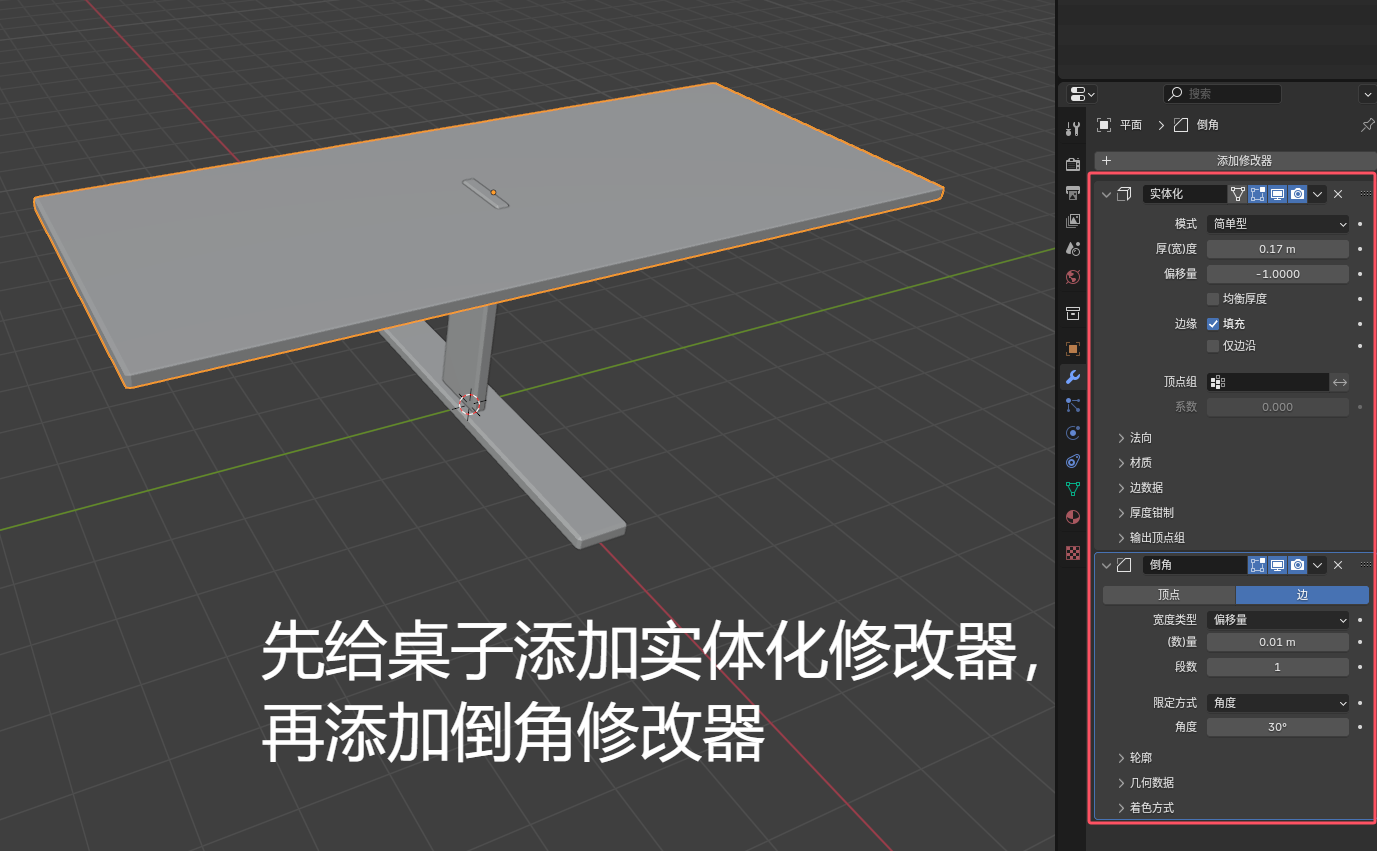 搜索
平面 > 倒角
+ 添加修改器
实体化
模式 简单型
厚(宽)度 0.17 m
偏移量 -1.0000
均衡厚度
边缘 填充
仅边沿
顶点组
系数 0.000
法向
材质
边数据
厚度钳制
输出顶点组
倒角
顶点 边
宽度类型 偏移量
(数)量 0.01 m
段数 1
限定方式 角度
角度 30°
轮廓
几何数据
着色方式
先给桌子添加实体化修改器，
再添加倒角修改器